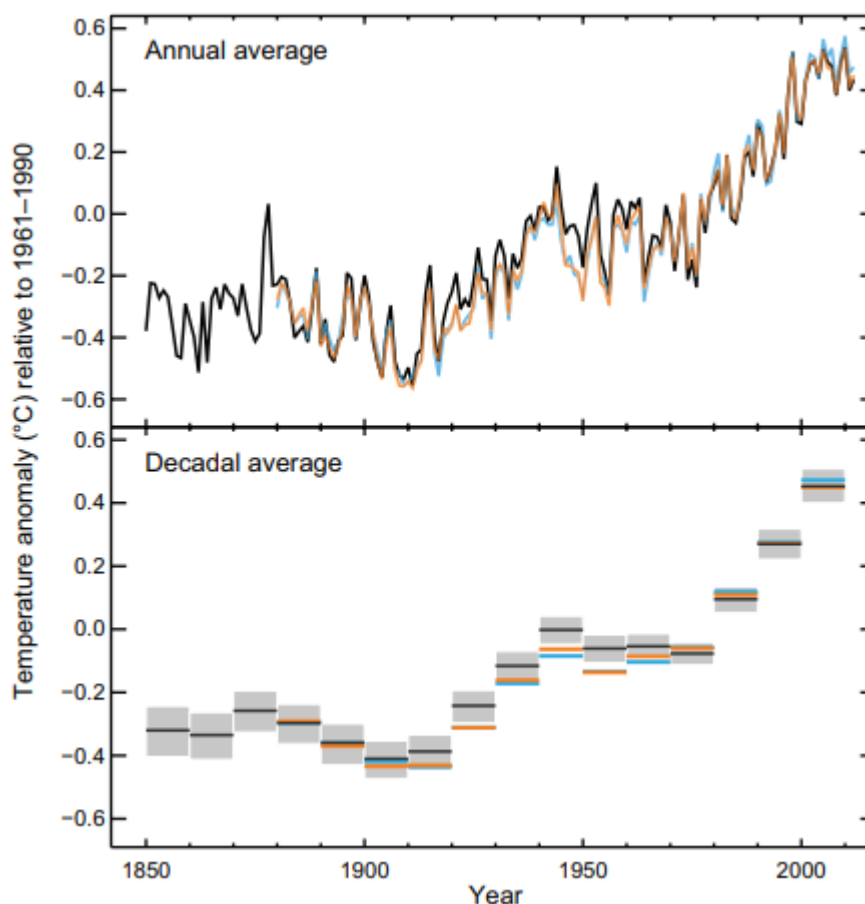 Temperature anomaly (°C) relative to 1961–1990
Annual average
0.6
0.4
0.2
0.0
−0.2
−0.4
−0.6
Decadal average
0.6
0.4
0.2
0.0
−0.2
−0.4
−0.6
1850 1900 1950 2000
Year